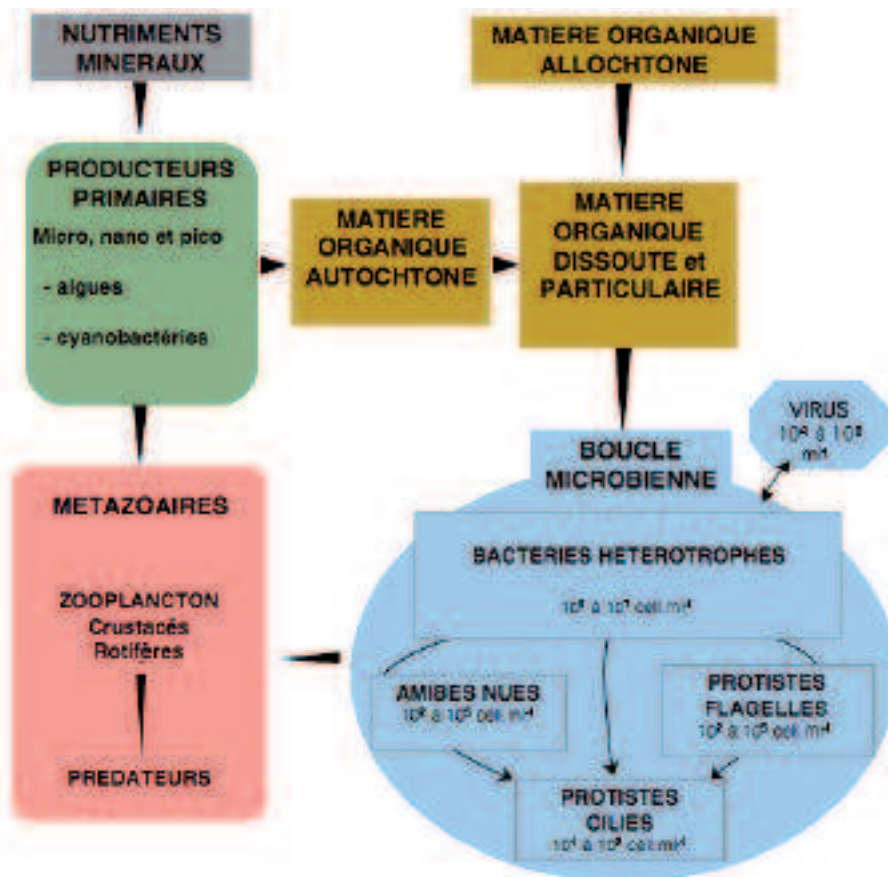 NUTRIMENTS
MINERAUX
MATIERE ORGANIQUE
ALLOCHTONE
PRODUCTEURS
PRIMAIRES
Micro, nano et pico
- algues
- cyanobactéries
MATIERE
ORGANIQUE
AUTOCHTONE
MATIERE
ORGANIQUE
DISSOUTE et
PARTICULAIRE
VIRUS
BOUCLE
MICROBIENNE
METAZOAIRES
ZOOPLANCTON
Crustacés
Rotifères
PREDATEURS
BACTERIES HETEROTROPHES
AMIBES NUES
PROTISTES
FLAGELLES
PROTISTES
CILIES